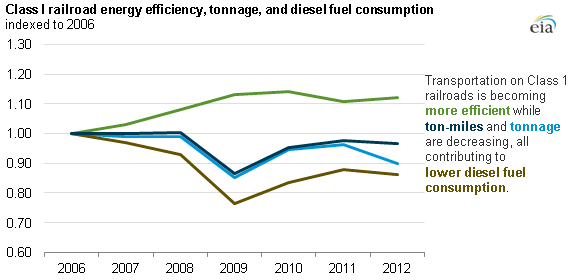 Class I railroad energy efficiency, tonnage, and diesel fuel consumption
indexed to 2006
eia
1.30
1.20
1.10
1.00
0.90
0.80
0.70
0.60
2006 2007 2008 2009 2010 2011 2012
Transportation on Class 1
railroads is becoming
more efficient while
ton-miles and tonnage
are decreasing, all
contributing to
lower diesel fuel
consumption.